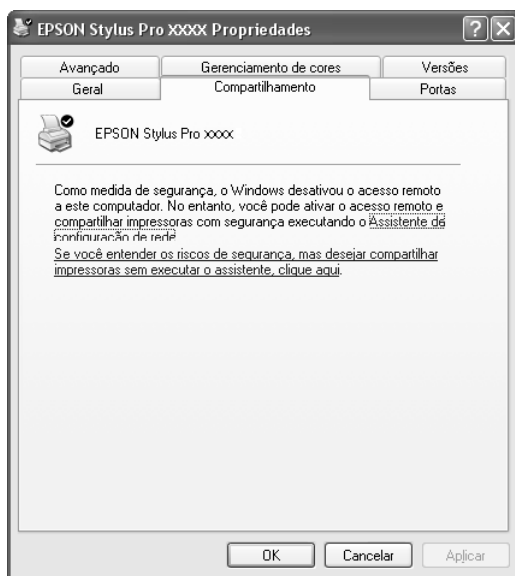 EPSON Stylus Pro XXXX Propriedades
Avançado Gerenciamento de cores Versões
Geral Compartilhamento Portas
EPSON Stylus Pro xxxx
Como medida de segurança, o Windows desativou o acesso remoto
a este computador. No entanto, você pode ativar o acesso remoto e
compartilhar impressoras com segurança executando o Assistente de
configuração de rede
Se você entender os riscos de segurança, mas desejar compartilhar
impressoras sem executar o assistente, clique aqui.
OK Cancelar Aplicar